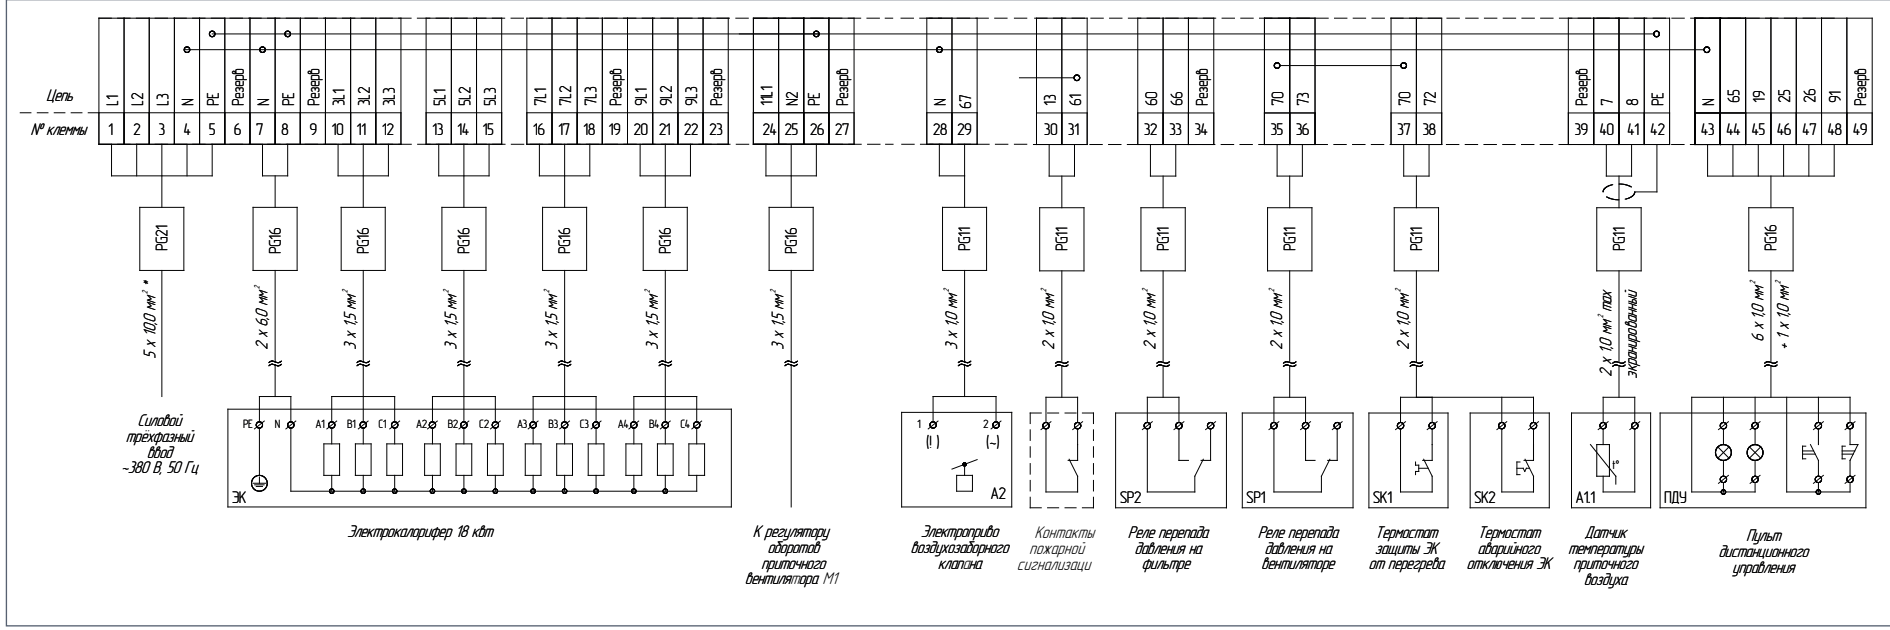 Цепь L1 L2 L3 N PE Резерв N PE Резерв 3L1 3L2 3L3 5L1 5L2 5L3 7L1 7L2 7L3 Резерв 9L1 9L2 9L3 Резерв 11L1 N2 PE Резерв N 67 13 61 60 66 Резерв 70 73 70 72 Резерв 7 8 PE N 65 19 25 26 91 Резерв
№ клеммы 1 2 3 4 5 6 7 8 9 10 11 12 13 14 15 16 17 18 19 20 21 22 23 24 25 26 27 28 29 30 31 32 33 34 35 36 37 38 39 40 41 42 43 44 45 46 47 48 49
PG21 PG16 PG16 PG16 PG16 PG16 PG16 PG11 PG11 PG11 PG11 PG11 PG11 PG16
5 x 10,0 мм² *
2 x 6,0 мм²
3 x 1,5 мм²
3 x 1,5 мм²
3 x 1,5 мм²
3 x 1,5 мм²
3 x 1,5 мм²
3 x 1,0 мм²
2 x 1,0 мм²
2 x 1,0 мм²
2 x 1,0 мм²
2 x 1,0 мм²
2 x 1,0 мм² max
экранированный
6 x 1,0 мм²
+ 1 x 1,0 мм²
Силовой
трёхфазный
ввод
~380 В, 50 Гц
PE N A1 B1 C1 A2 B2 C2 A3 B3 C3 A4 B4 C4
ЭК
Электрокалорифер 18 квт
К регулятору
оборотов
приточного
вентилятора М1
1 2
(!) (~)
A2
Электроприво
воздухозаборного
клапана
Контакты
пожарной
сигнализаци
SP2
Реле перепада
давления на
фильтре
SP1
Реле перепада
давления на
вентиляторе
SK1
Термостат
защиты ЭК
от перегрева
SK2
Термостат
аварийного
отключения ЭК
t°
A1.1
Датчик
температуры
приточного
воздуха
ПДУ
Пульт
дистанционного
управления